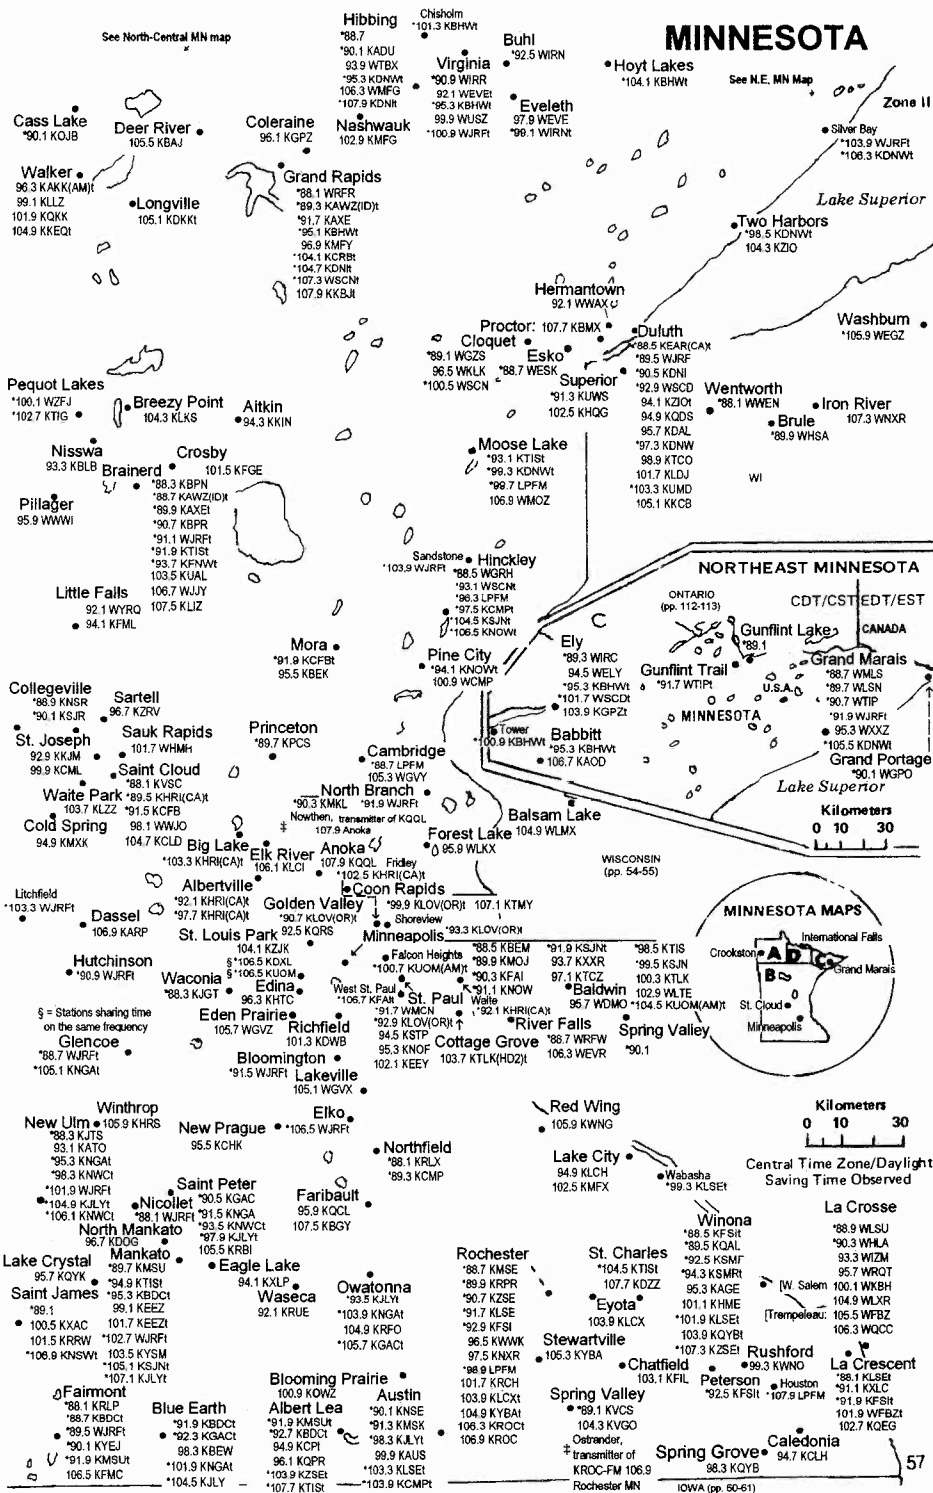 MINNESOTA
See North-Central MN map
See N.E. MN Map
Zone II
Hibbing
*88.7
*90.1 KADU
93.9 WTBX
*95.3 KDNWt
106.3 WMFG
*107.9 KDNIt
Chisholm
*101.3 KBHWt
Buhl
*92.5 WIRN
Virginia
*90.9 WIRR
92.1 WEVEt
*95.3 KBHWt
99.9 WUSZ
*100.9 WJRFt
Hoyt Lakes
*104.1 KBHWt
Eveleth
97.9 WEVE
*99.1 WIRNt
Nashwauk
102.9 KMFG
Silver Bay
*103.9 WJRFt
*106.3 KDNWt
Cass Lake
*90.1 KOJB
Deer River
105.5 KBAJ
Coleraine
96.1 KGPZ
Walker
96.3 KAKK(AM)t
99.1 KLLZ
101.9 KQKK
104.9 KKEQt
Longville
105.1 KDKKt
Grand Rapids
*88.1 WRFR
*89.3 KAWZ(ID)t
*91.7 KAXE
*95.1 KBHWt
96.9 KMFY
*104.1 KCRBt
*104.7 KDNIt
*107.3 WSCNt
107.9 KKBJt
Lake Superior
Two Harbors
*98.5 KDNWt
104.3 KZIO
Hermantown
92.1 WWAX
Proctor: 107.7 KBMX
Cloquet
*89.1 WGZS
96.5 WKLK
*100.5 WSCN
Esko
*88.7 WESK
Superior
*91.3 KUWS
102.5 KHQG
Duluth
*88.5 KEAR(CA)t
*89.5 WJRF
*90.5 KDNI
*92.9 WSCD
94.1 KZIOt
94.9 KQDS
95.7 KDAL
*97.3 KDNW
98.9 KTCO
101.7 KLDJ
*103.3 KUMD
105.1 KKCB
Washburn
*105.9 WEGZ
Wentworth
*88.1 WWEN
Iron River
107.3 WNXR
Brule
*89.9 WHSA
WI
Pequot Lakes
*100.1 WZFJ
*102.7 KTIG
Breezy Point
104.3 KLKS
Aitkin
94.3 KKIN
Nisswa
93.3 KBLB
Crosby
101.5 KFGE
Brainerd
*88.3 KBPN
*88.7 KAWZ(ID)t
*89.9 KAXEt
*90.7 KBPR
*91.1 WJRFt
*91.9 KTISt
*93.7 KFNWt
103.5 KUAL
106.7 WJJY
107.5 KLIZ
Pillager
95.9 WWWI
Moose Lake
*93.1 KTISt
*99.3 KDNWt
*99.7 LPFM
106.9 WMOZ
Sandstone
*103.9 WJRFt
Hinckley
*88.5 WGRH
*93.1 WSCNt
*96.3 LPFM
*97.5 KCMPt
*104.5 KSJNt
*106.5 KNOWt
Little Falls
92.1 WYRQ
94.1 KFML
Mora
*91.9 KCFBt
95.5 KBEK
Pine City
*94.1 KNOWt
100.9 WCMP
NORTHEAST MINNESOTA
ONTARIO
(pp. 112-113)
CDT/CST EDT/EST
CANADA
C
Ely
*89.3 WIRC
94.5 WELY
*95.3 KBHWt
*101.7 WSCDt
103.9 KGPZt
Gunflint Lake
*89.1
Gunflint Trail
*91.7 WTIPt
U.S.A.
MINNESOTA
Tower
*100.9 KBHWt
Babbitt
*95.3 KBHWt
106.7 KAOD
Grand Marais
*88.7 WMLS
*89.7 WLSN
*90.7 WTIP
*91.9 WJRFt
95.3 WXXZ
*105.5 KDNWt
Grand Portage
*90.1 WGPO
Lake Superior
Kilometers
0 10 30
Collegeville
*88.9 KNSR
*90.1 KSJR
Sartell
96.7 KZRV
St. Joseph
92.9 KKJM
99.9 KCML
Sauk Rapids
101.7 WHMH
Saint Cloud
*88.1 KVSC
*89.5 KHRI(CA)t
*91.5 KCFB
98.1 WWJO
104.7 KCLD
Waite Park
103.7 KLZZ
Cold Spring
94.9 KMXK
Princeton
*89.7 KPCS
Cambridge
*88.7 LPFM
105.3 WGVY
North Branch
*90.3 KMKL *91.9 WJRFt
‡ Nowthen, transmitter of KQQL
107.9 Anoka
Balsam Lake
104.9 WLMX
Big Lake
*103.3 KHRI(CA)t
Elk River
106.1 KLCI
Anoka
107.9 KQQL
Fridley
*102.5 KHRI(CA)t
Forest Lake
*95.9 WLKX
WISCONSIN
(pp. 54-55)
Albertville
*92.1 KHRI(CA)t
*97.7 KHRI(CA)t
Coon Rapids
*99.9 KLOV(OR)t 107.1 KTMY
Golden Valley
*90.7 KLOV(OR)t
92.5 KQRS
Shoreview
*93.3 KLOV(OR)t
Litchfield
*103.3 WJRFt
Dassel
106.9 KARP
St. Louis Park
104.1 KZJK
§*106.5 KDXL
§*106.5 KUOM
Minneapolis
*88.5 KBEM
*89.9 KMOJ
*90.3 KFAI
*91.1 KNOW
*91.9 KSJNt
93.7 KXXR
97.1 KTCZ
*98.5 KTIS
*99.5 KSJN
100.3 KTLK
102.9 WLTE
*104.5 KUOM(AM)t
Falcon Heights
*100.7 KUOM(AM)t
Hutchinson
*90.9 WJRFt
Waconia
*88.3 KJGT
Edina
96.3 KHTC
West St. Paul
*106.7 KFAIt
St. Paul
*91.7 WMCN
*92.9 KLOV(OR)t
94.5 KSTP
95.3 KNOF
102.1 KEEY
Waite
*92.1 KHRI(CA)t
Baldwin
95.7 WDMO
§ = Stations sharing time
on the same frequency
Eden Prairie
105.7 WGVZ
Richfield
101.3 KDWB
Cottage Grove
103.7 KTLK(HD2)t
River Falls
*88.7 WRFW
106.3 WEVR
Spring Valley
*90.1
Glencoe
*88.7 WJRFt
*105.1 KNGAt
Bloomington
*91.5 WJRFt
Lakeville
105.1 WGVX
MINNESOTA MAPS
International Falls
Crookston
A
D
C
Grand Marais
B
St. Cloud
Minneapolis
Kilometers
0 10 30
Central Time Zone/Daylight
Saving Time Observed
Winthrop
105.9 KHRS
New Ulm
*88.3 KJTS
93.1 KATO
*95.3 KNGAt
*98.3 KNWCt
*101.9 WJRFt
*104.9 KJLYt
*106.1 KNWCt
New Prague
95.5 KCHK
Elko
*106.5 WJRFt
Red Wing
105.9 KWNG
Northfield
*88.1 KRLX
*89.3 KCMP
Lake City
94.9 KLCH
102.5 KMFX
Wabasha
*99.3 KLSEt
Nicollet
*88.1 WJRFt
Saint Peter
*90.5 KGAC
*91.5 KNGA
*93.5 KNWCt
*97.9 KJLYt
105.5 KRBI
Faribault
95.9 KQCL
107.5 KBGY
North Mankato
96.7 KDOG
Lake Crystal
95.7 KQYK
Mankato
*89.7 KMSU
*94.9 KTISt
*95.3 KBDCt
99.1 KEEZ
101.7 KEEZt
*102.7 WJRFt
103.5 KYSM
*105.1 KSJNt
*107.1 KJLYt
Eagle Lake
94.1 KXLP
Waseca
92.1 KRUE
Owatonna
*93.5 KJLYt
*103.9 KNGAt
104.9 KRFO
*105.7 KGACt
Saint James
*89.1
*100.5 KXAC
101.5 KRRW
*106.9 KNSWt
Rochester
*88.7 KMSE
*89.9 KRPR
*90.7 KZSE
*91.7 KLSE
*92.9 KFSI
96.5 KWWK
97.5 KNXR
*98.9 LPFM
101.7 KRCH
103.9 KLCXt
104.9 KYBAt
*106.3 KROCt
106.9 KROC
St. Charles
*104.5 KTISt
107.7 KDZZ
Eyota
103.9 KLCX
Stewartville
*105.3 KYBA
Winona
*88.5 KFSIt
*89.5 KQAL
*92.5 KSMF
*94.3 KSMRt
95.3 KAGE
101.1 KHME
*101.9 KLSEt
103.9 KQYBt
*107.3 KZSEt
La Crosse
*88.9 WLSU
*90.3 WHLA
93.3 WIZM
95.7 WRQT
100.1 WKBH
104.9 WLXR
105.5 WFBZ
106.3 WQCC
[W. Salem
[Trempeleau:
Chatfield
*103.1 KFIL
Peterson
*92.5 KFSIt
Rushford
*99.3 KWNO
Houston
*107.9 LPFM
La Crescent
*88.1 KLSEt
*91.1 KXLC
*91.9 KFSIt
101.9 WFBZt
102.7 KQEG
Fairmont
*88.1 KRLP
*88.7 KBDCt
*89.5 WJRFt
*90.1 KYEJ
*91.9 KMSUt
106.5 KFMC
Blue Earth
*91.9 KBDCt
*92.3 KGACt
98.3 KBEW
*101.9 KNGAt
*104.5 KJLY
Blooming Prairie
100.9 KOWZ
Albert Lea
*91.9 KMSUt
*92.7 KBDCt
94.9 KCPI
96.1 KQPR
*103.9 KZSEt
*107.7 KTISt
Austin
*90.1 KNSE
*91.3 KMSK
*98.3 KJLYt
99.9 KAUS
*103.3 KLSEt
*103.9 KCMPt
Spring Valley
*89.1 KVCS
104.3 KVGO
‡ Ostrander,
transmitter of
KROC-FM 106.9
Rochester MN
Spring Grove
98.3 KQYB
Caledonia
94.7 KCLH
IOWA (pp. 60-61)
57